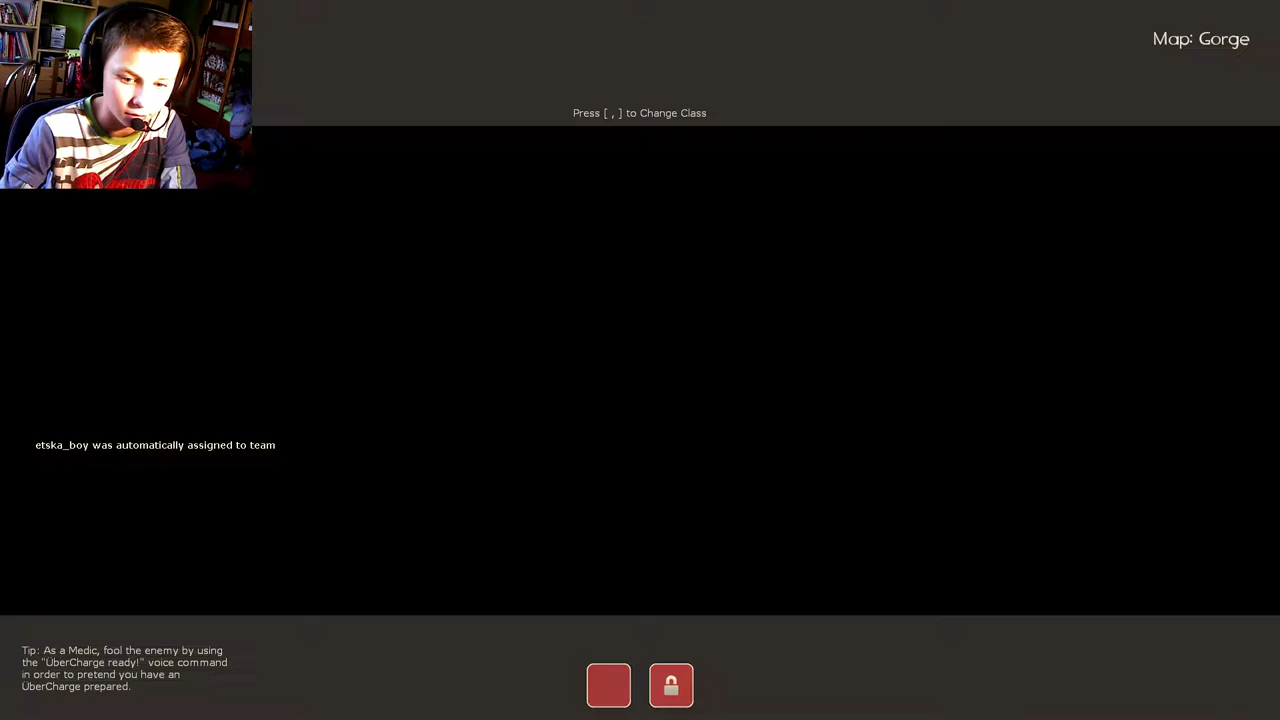 Map: Gorge
Press [ , ] to Change Class
etska_boy was automatically assigned to team
Tip: As a Medic, fool the enemy by using
the "ÜberCharge ready!" voice command
in order to pretend you have an
ÜberCharge prepared.